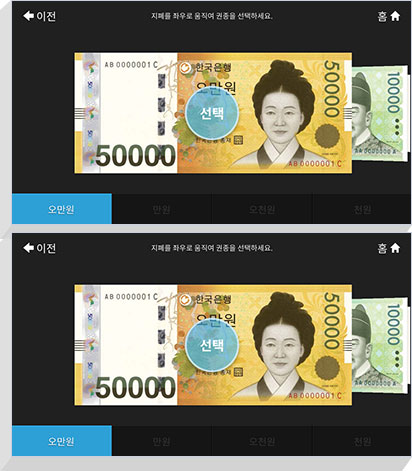 이전
지폐를 좌우로 움직여 권종을 선택하세요.
홈
AB 0000001 C
한국은행
오만원
50000
10000
선택
50000
AB 0000001 C
오만원
만원
오천원
천원
이전
지폐를 좌우로 움직여 권종을 선택하세요.
홈
AB 0000001 C
한국은행
오만원
50000
10000
선택
50000
AB 0000001 C
오만원
만원
오천원
천원